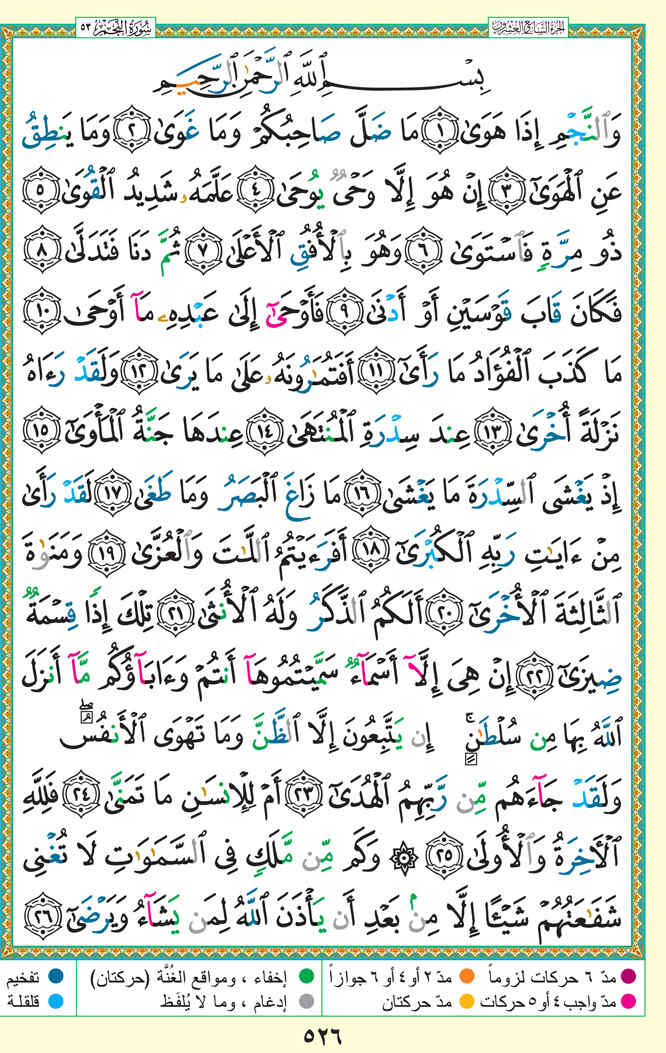 الجزء السابع والعشرون
سُورَةُ النَّجْمِ ٥٣
بِسْمِ ٱللَّهِ ٱلرَّحْمَٰنِ ٱلرَّحِيمِ
وَٱلنَّجْمِ إِذَا هَوَىٰ ١ مَا ضَلَّ صَاحِبُكُمْ وَمَا غَوَىٰ ٢ وَمَا يَنطِقُ
عَنِ ٱلْهَوَىٰٓ ٣ إِنْ هُوَ إِلَّا وَحْىٌ يُوحَىٰ ٤ عَلَّمَهُۥ شَدِيدُ ٱلْقُوَىٰ ٥
ذُو مِرَّةٍ فَٱسْتَوَىٰ ٦ وَهُوَ بِٱلْأُفُقِ ٱلْأَعْلَىٰ ٧ ثُمَّ دَنَا فَتَدَلَّىٰ ٨
فَكَانَ قَابَ قَوْسَيْنِ أَوْ أَدْنَىٰ ٩ فَأَوْحَىٰٓ إِلَىٰ عَبْدِهِۦ مَآ أَوْحَىٰ ١٠
مَا كَذَبَ ٱلْفُؤَادُ مَا رَأَىٰٓ ١١ أَفَتُمَٰرُونَهُۥ عَلَىٰ مَا يَرَىٰ ١٢ وَلَقَدْ رَءَاهُ
نَزْلَةً أُخْرَىٰ ١٣ عِندَ سِدْرَةِ ٱلْمُنتَهَىٰ ١٤ عِندَهَا جَنَّةُ ٱلْمَأْوَىٰٓ ١٥
إِذْ يَغْشَى ٱلسِّدْرَةَ مَا يَغْشَىٰ ١٦ مَا زَاغَ ٱلْبَصَرُ وَمَا طَغَىٰ ١٧ لَقَدْ رَأَىٰ
مِنْ ءَايَٰتِ رَبِّهِ ٱلْكُبْرَىٰٓ ١٨ أَفَرَءَيْتُمُ ٱللَّٰتَ وَٱلْعُزَّىٰ ١٩ وَمَنَوٰةَ
ٱلثَّالِثَةَ ٱلْأُخْرَىٰٓ ٢٠ أَلَكُمُ ٱلذَّكَرُ وَلَهُ ٱلْأُنثَىٰ ٢١ تِلْكَ إِذًا قِسْمَةٌ
ضِيزَىٰٓ ٢٢ إِنْ هِىَ إِلَّآ أَسْمَآءٌ سَمَّيْتُمُوهَآ أَنتُمْ وَءَابَآؤُكُم مَّآ أَنزَلَ
ٱللَّهُ بِهَا مِن سُلْطَٰنٍ ۚ إِن يَتَّبِعُونَ إِلَّا ٱلظَّنَّ وَمَا تَهْوَى ٱلْأَنفُسُ ۖ
وَلَقَدْ جَآءَهُم مِّن رَّبِّهِمُ ٱلْهُدَىٰٓ ٢٣ أَمْ لِلْإِنسَٰنِ مَا تَمَنَّىٰ ٢٤ فَلِلَّهِ
ٱلْءَاخِرَةُ وَٱلْأُولَىٰ ٢٥ ۞ وَكَم مِّن مَّلَكٍ فِى ٱلسَّمَٰوَٰتِ لَا تُغْنِى
شَفَٰعَتُهُمْ شَيْـًٔا إِلَّا مِنۢ بَعْدِ أَن يَأْذَنَ ٱللَّهُ لِمَن يَشَآءُ وَيَرْضَىٰٓ ٢٦
مدّ ٦ حركات لزوماً مدّ ٢ أو ٤ أو ٦ جوازاً إخفاء ، ومواقع الغُنَّة (حركتان) تفخيم
مدّ واجب ٤ أو ٥ حركات مدّ حركتان إدغام ، وما لا يُلفَظ قلقلة
٥٢٦